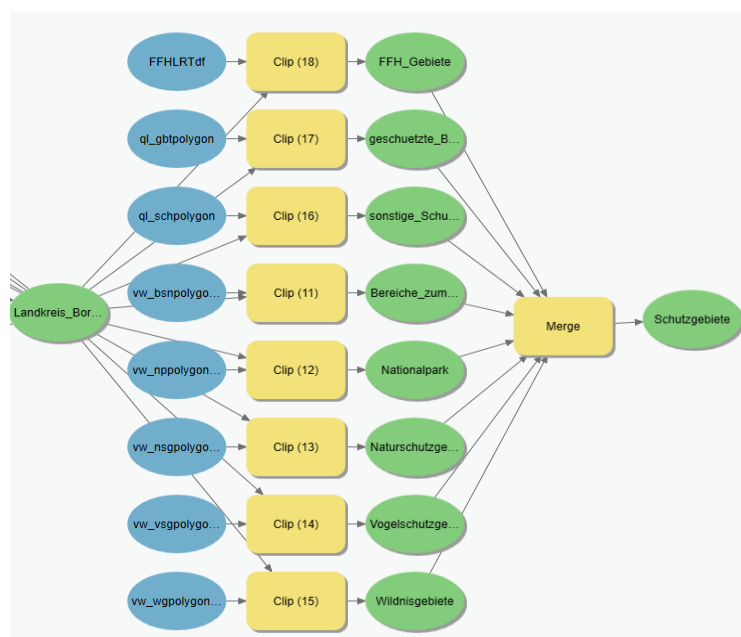 FFHLRTdf
Clip (18)
FFH_Gebiete
ql_gbtpolygon
Clip (17)
geschuetzte_B...
ql_schpolygon
Clip (16)
sonstige_Schu...
vw_bsnpolygo...
Clip (11)
Bereiche_zum...
Landkreis_Bor...
Merge
Schutzgebiete
vw_nppolygon...
Clip (12)
Nationalpark
vw_nsgpolygo...
Clip (13)
Naturschutzge...
vw_vsgpolygo...
Clip (14)
Vogelschutzge...
vw_wgpolygon...
Clip (15)
Wildnisgebiete